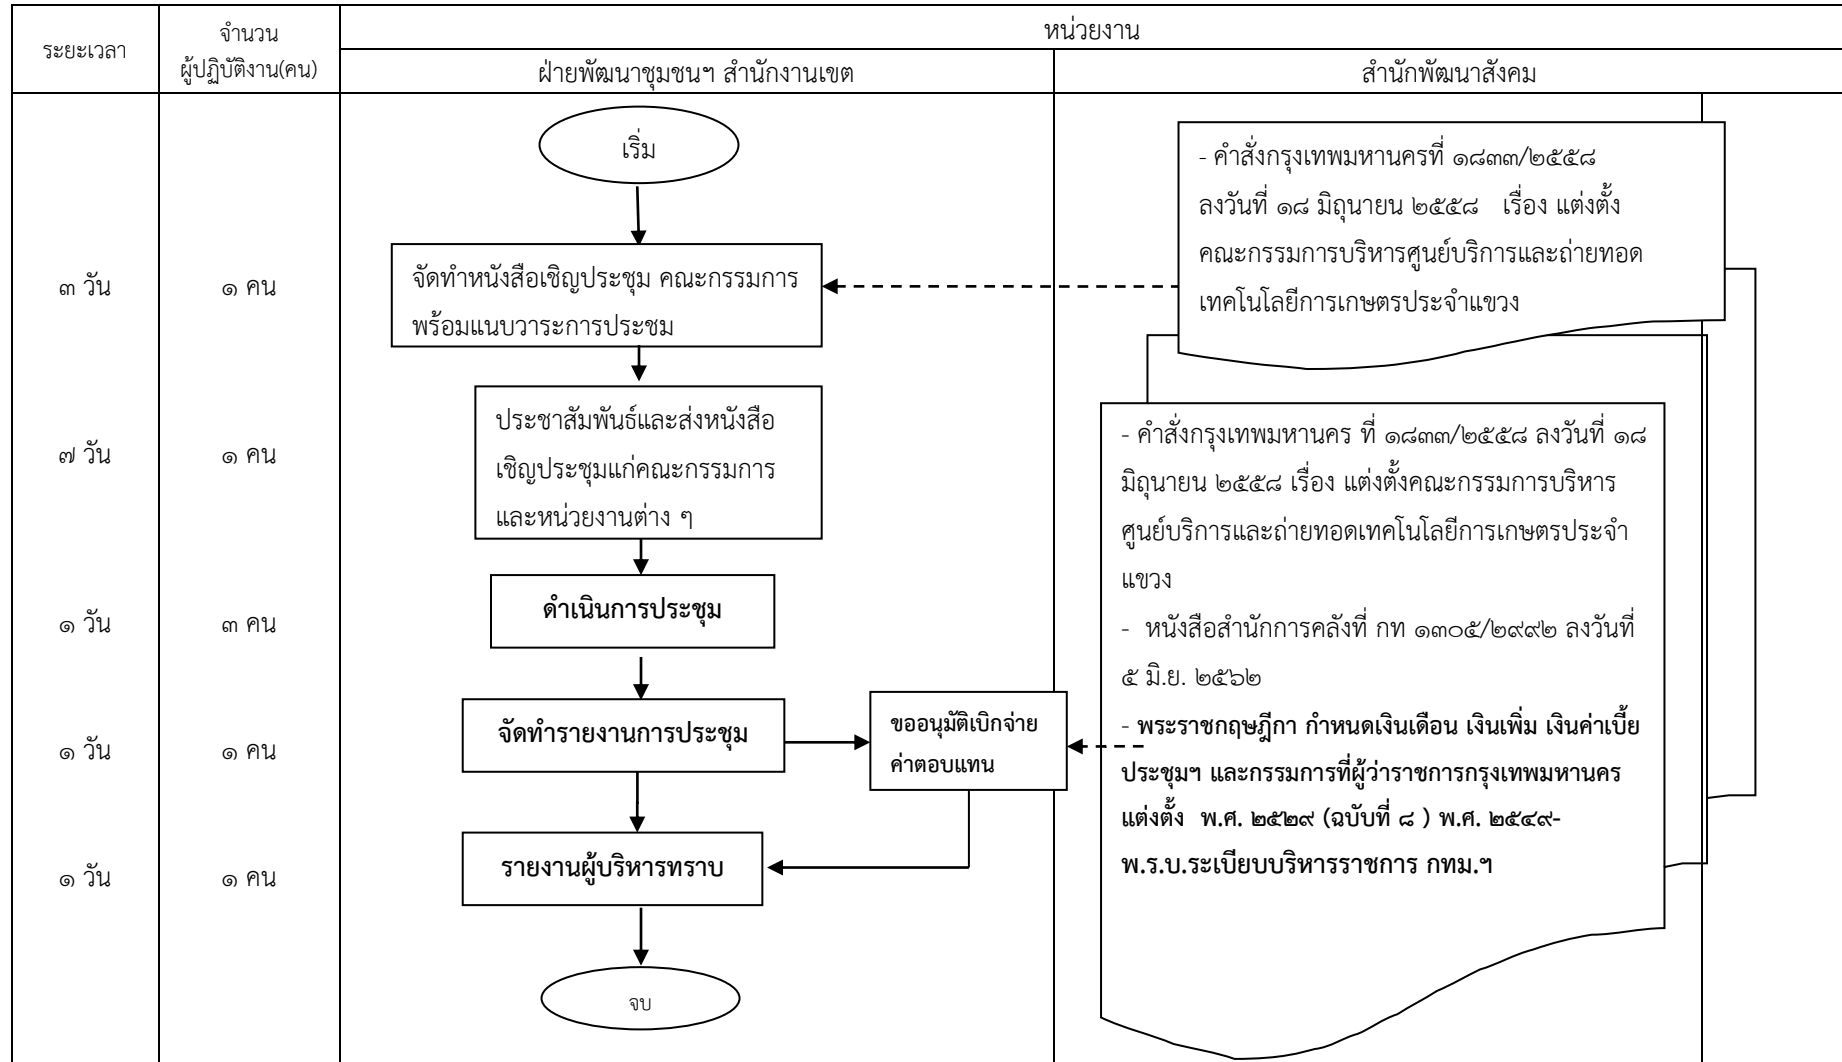 ระยะเวลา
จำนวน
ผู้ปฏิบัติงาน(คน)
หน่วยงาน
ฝ่ายพัฒนาชุมชนฯ สำนักงานเขต
สำนักพัฒนาสังคม
เริ่ม
- คำสั่งกรุงเทพมหานครที่ ๑๘๓๓/๒๕๕๘
ลงวันที่ ๑๘ มิถุนายน ๒๕๕๘ เรื่อง แต่งตั้ง
คณะกรรมการบริหารศูนย์บริการและถ่ายทอด
เทคโนโลยีการเกษตรประจำแขวง
๓ วัน
๑ คน
จัดทำหนังสือเชิญประชุม คณะกรรมการ
พร้อมแนบวาระการประชม
๗ วัน
๑ คน
ประชาสัมพันธ์และส่งหนังสือ
เชิญประชุมแก่คณะกรรมการ
และหน่วยงานต่าง ๆ
- คำสั่งกรุงเทพมหานคร ที่ ๑๘๓๓/๒๕๕๘ ลงวันที่ ๑๘
มิถุนายน ๒๕๕๘ เรื่อง แต่งตั้งคณะกรรมการบริหาร
ศูนย์บริการและถ่ายทอดเทคโนโลยีการเกษตรประจำ
แขวง
- หนังสือสำนักการคลังที่ กท ๑๓๐๕/๒๙๙๒ ลงวันที่
๕ มิ.ย. ๒๕๖๒
- พระราชกฤษฎีกา กำหนดเงินเดือน เงินเพิ่ม เงินค่าเบี้ย
ประชุมฯ และกรรมการที่ผู้ว่าราชการกรุงเทพมหานคร
แต่งตั้ง พ.ศ. ๒๕๒๙ (ฉบับที่ ๘ ) พ.ศ. ๒๕๔๙-
พ.ร.บ.ระเบียบบริหารราชการ กทม.ฯ
๑ วัน
๓ คน
ดำเนินการประชุม
๑ วัน
๑ คน
จัดทำรายงานการประชุม
ขออนุมัติเบิกจ่าย
ค่าตอบแทน
๑ วัน
๑ คน
รายงานผู้บริหารทราบ
จบ